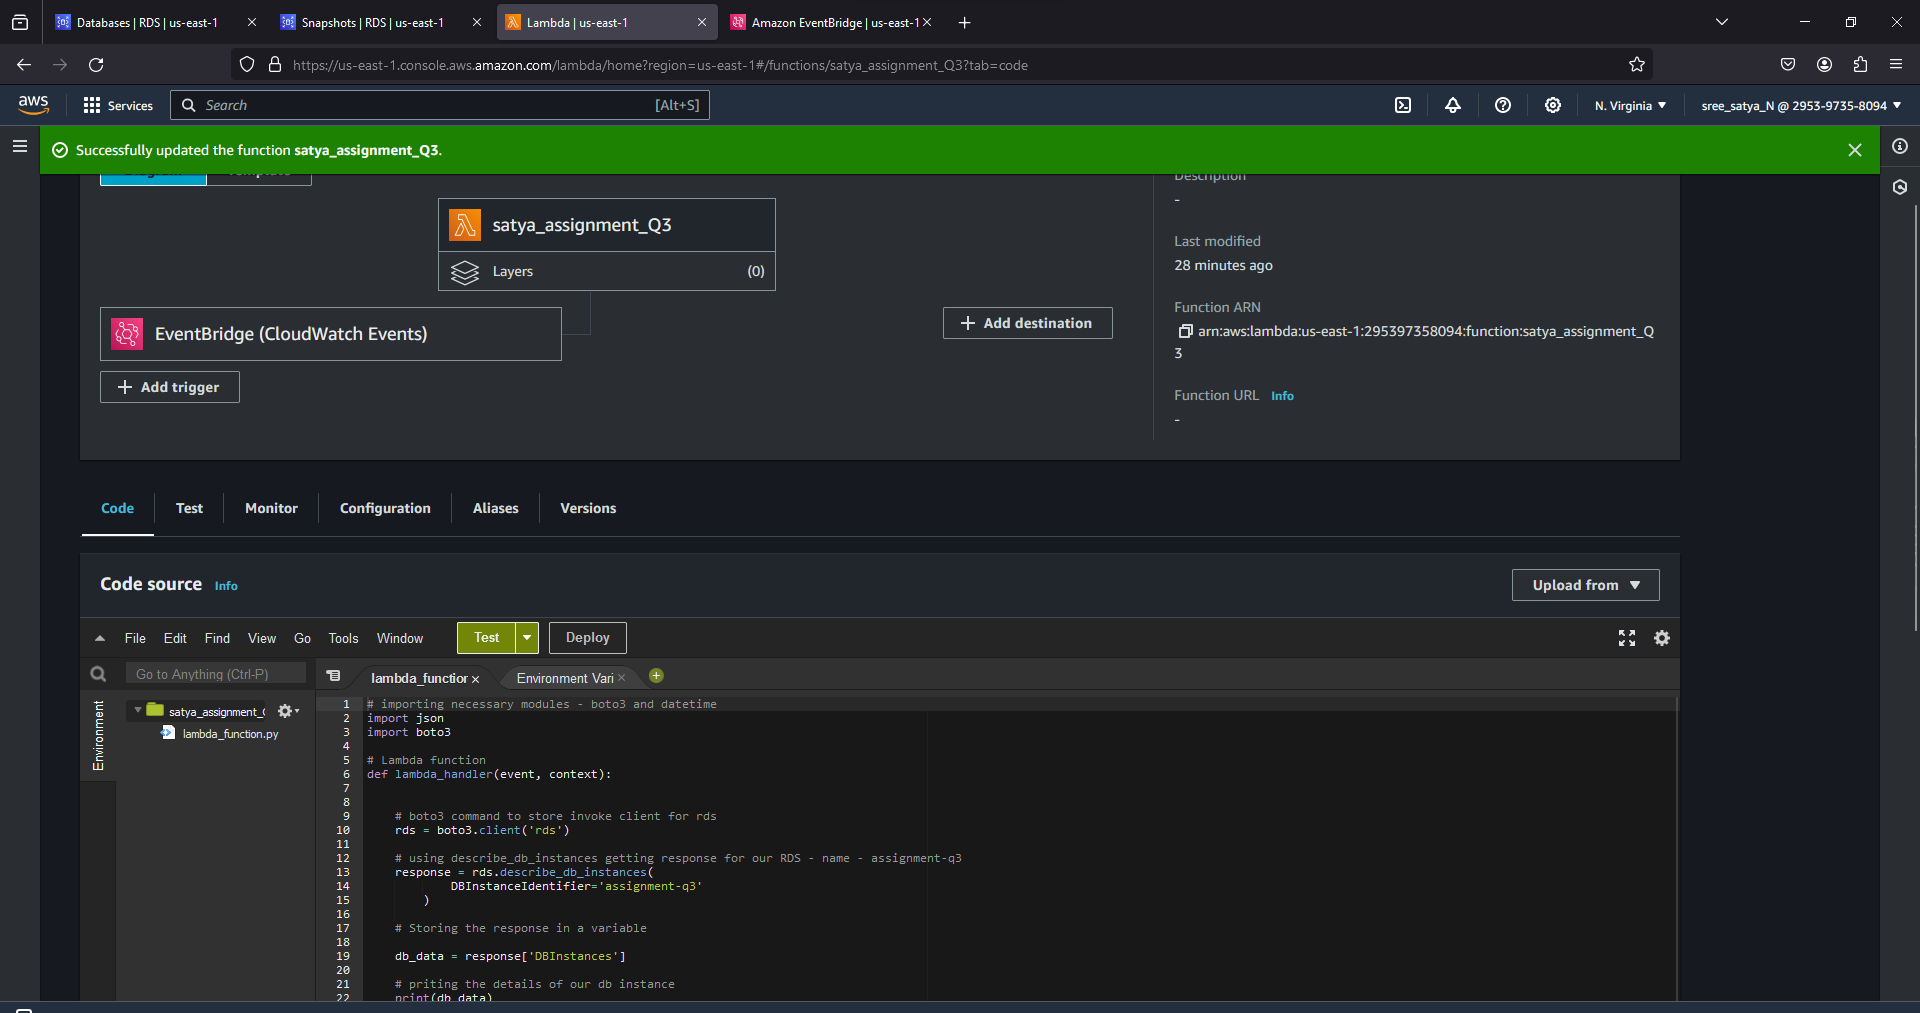 Databases | RDS | us-east-1
Snapshots | RDS | us-east-1
Lambda | us-east-1
Amazon EventBridge | us-east-1
https://us-east-1.console.aws.amazon.com/lambda/home?region=us-east-1#/functions/satya_assignment_Q3?tab=code
aws
Services
Search
[Alt+S]
N. Virginia
sree_satya_N @ 2953-9735-8094
Successfully updated the function satya_assignment_Q3.
Diagram
Template
Description
-
satya_assignment_Q3
Layers
(0)
Last modified
28 minutes ago
EventBridge (CloudWatch Events)
Add destination
Function ARN
arn:aws:lambda:us-east-1:295397358094:function:satya_assignment_Q
3
Add trigger
Function URL Info
-
Code
Test
Monitor
Configuration
Aliases
Versions
Code source Info
Upload from
File Edit Find View Go Tools Window
Test
Deploy
Go to Anything (Ctrl-P)
lambda_function
Environment Vari
Environment
satya_assignment_
lambda_function.py
1 # importing necessary modules - boto3 and datetime
2 import json
3 import boto3
4
5 # Lambda function
6 def lambda_handler(event, context):
7
8
9 # boto3 command to store invoke client for rds
10 rds = boto3.client('rds')
11
12 # using describe_db_instances getting response for our RDS - name - assignment-q3
13 response = rds.describe_db_instances(
14 DBInstanceIdentifier='assignment-q3'
15 )
16
17 # Storing the response in a variable
18
19 db_data = response['DBInstances']
20
21 # priting the details of our db instance
22 print(db_data)